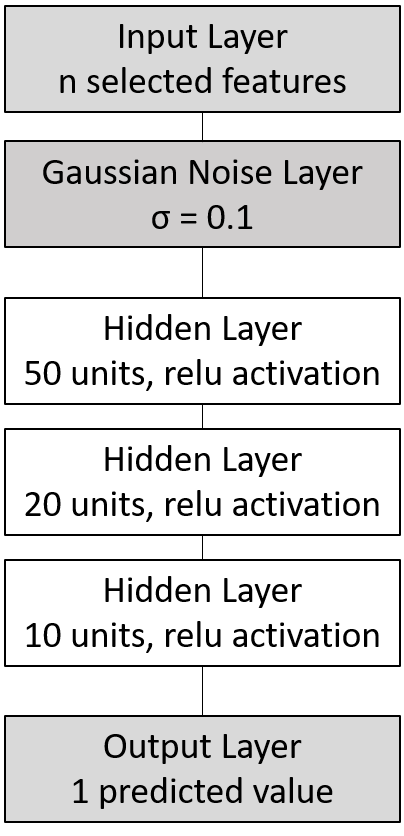 Input Layer
n selected features
Gaussian Noise Layer
σ = 0.1
Hidden Layer
50 units, relu activation
Hidden Layer
20 units, relu activation
Hidden Layer
10 units, relu activation
Output Layer
1 predicted value